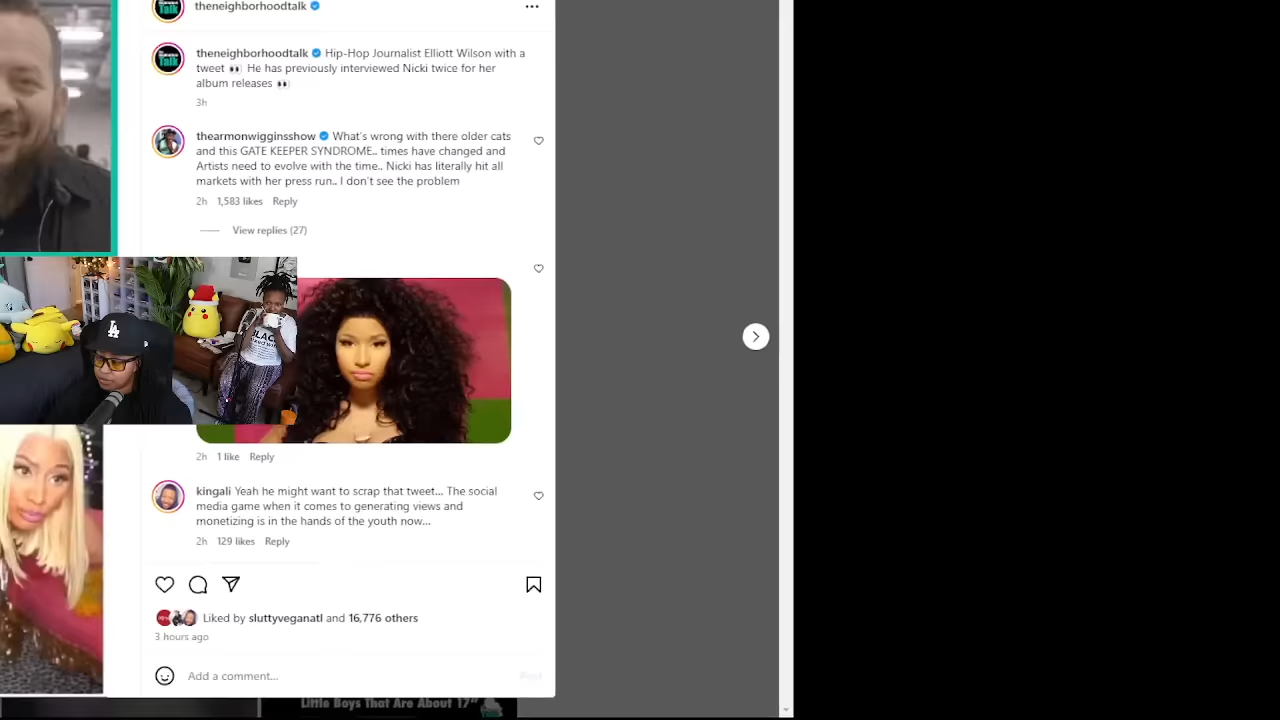 theneighborhoodtalk
theneighborhoodtalk Hip-Hop Journalist Elliott Wilson with a
tweet 👀 He has previously interviewed Nicki twice for her
album releases 👀
3h
thearmonwigginsshow What's wrong with there older cats
and this GATE KEEPER SYNDROME.. times have changed and
Artists need to evolve with the time.. Nicki has literally hit all
markets with her press run.. I don't see the problem
2h 1,583 likes Reply
View replies (27)
LA
BLACK
2h 1 like Reply
kingali Yeah he might want to scrap that tweet... The social
media game when it comes to generating views and
monetizing is in the hands of the youth now...
2h 129 likes Reply
Liked by sluttyveganatl and 16,776 others
3 hours ago
Add a comment...
Post
Little Boys That Are About 17"